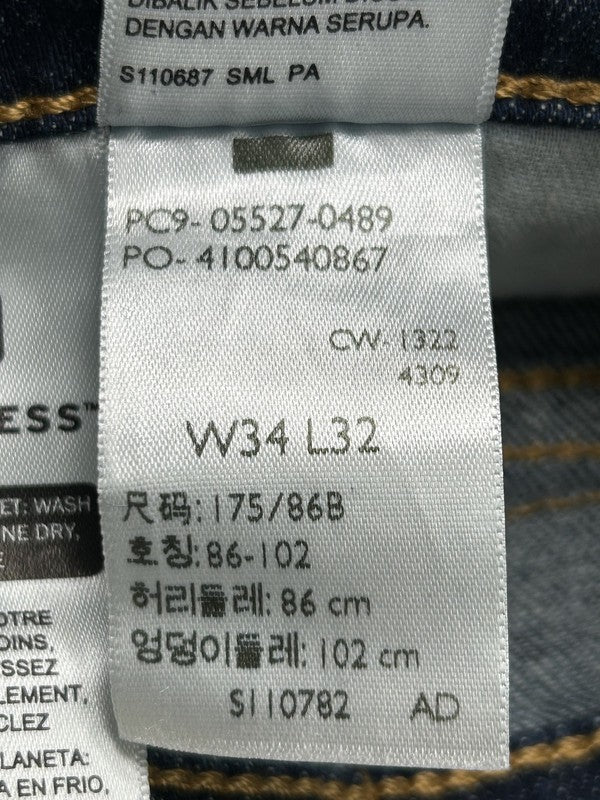 DENGAN WARNA SERUPA.
S110687 SML PA
PC9- 05527-0489
PO- 4100540867
CW- 1322
4309
W34 L32
尺码: 175/86B
호칭: 86-102
허리둘레: 86 cm
엉덩이둘레: 102 cm
S110782 AD
ESS™
ET: WASH
NE DRY,
E
OTRE
OINS,
SSEZ
LEMENT,
CLEZ
LANETA:
A EN FRIO,